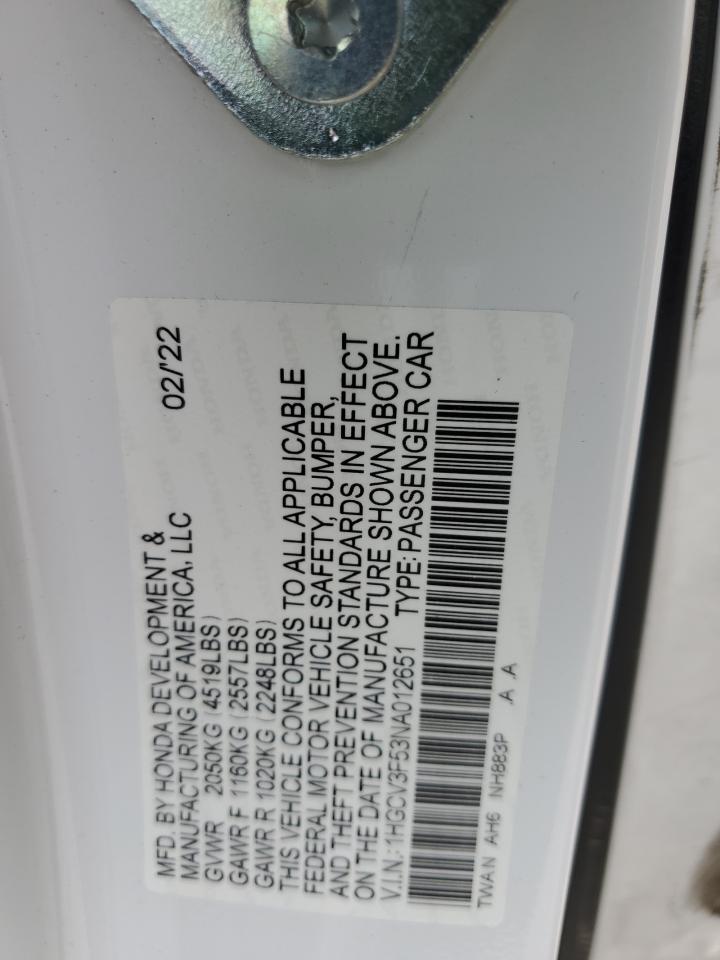 MFD. BY HONDA DEVELOPMENT & 02/'22
MANUFACTURING OF AMERICA, LLC
GVWR 2050KG (4519LBS)
GAWR F 1160KG (2557LBS)
GAWR R 1020KG (2248LBS)
THIS VEHICLE CONFORMS TO ALL APPLICABLE
FEDERAL MOTOR VEHICLE SAFETY, BUMPER,
AND THEFT PREVENTION STANDARDS IN EFFECT
ON THE DATE OF MANUFACTURE SHOWN ABOVE.
V.I.N.: 1HGCV3F53NA012651 TYPE: PASSENGER CAR
TWAN AH6 NH883P .A .A